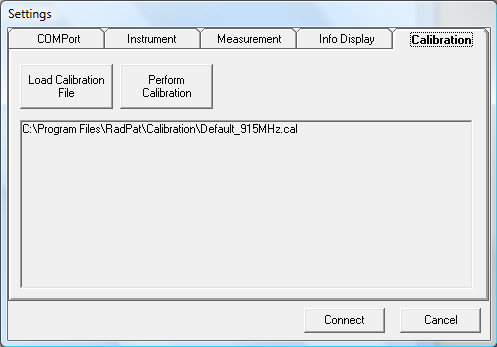 Settings
COMPort Instrument Measurement Info Display Calibration
Load Calibration
File
Perform
Calibration
C:\Program Files\RadPat\Calibration\Default_915MHz.cal
Connect Cancel